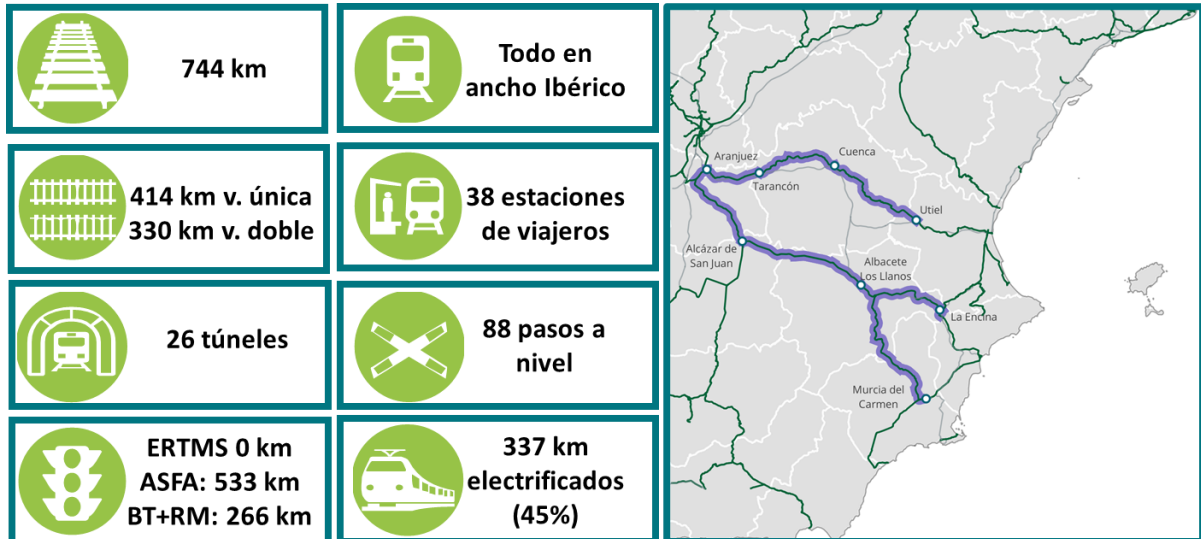 744 km
Todo en
ancho Ibérico
414 km v. única
330 km v. doble
38 estaciones
de viajeros
26 túneles
88 pasos a
nivel
ERTMS 0 km
ASFA: 533 km
BT+RM: 266 km
337 km
electrificados
(45%)
Aranjuez
Cuenca
Tarancón
Utiel
Alcázar de
San Juan
Albacete
Los Llanos
La Encina
Murcia del
Carmen